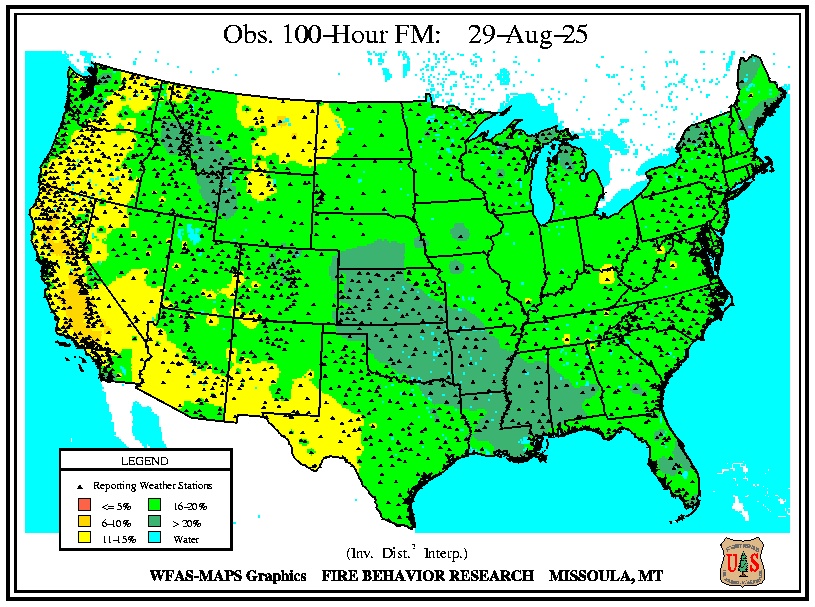 Obs. 100-Hour FM: 29-Aug-25
LEGEND
Reporting Weather Stations
<= 5% 16-20%
6-10% > 20%
11-15% Water
(Inv. Dist.² Interp.)
WFAS-MAPS Graphics FIRE BEHAVIOR RESEARCH MISSOULA, MT
U S